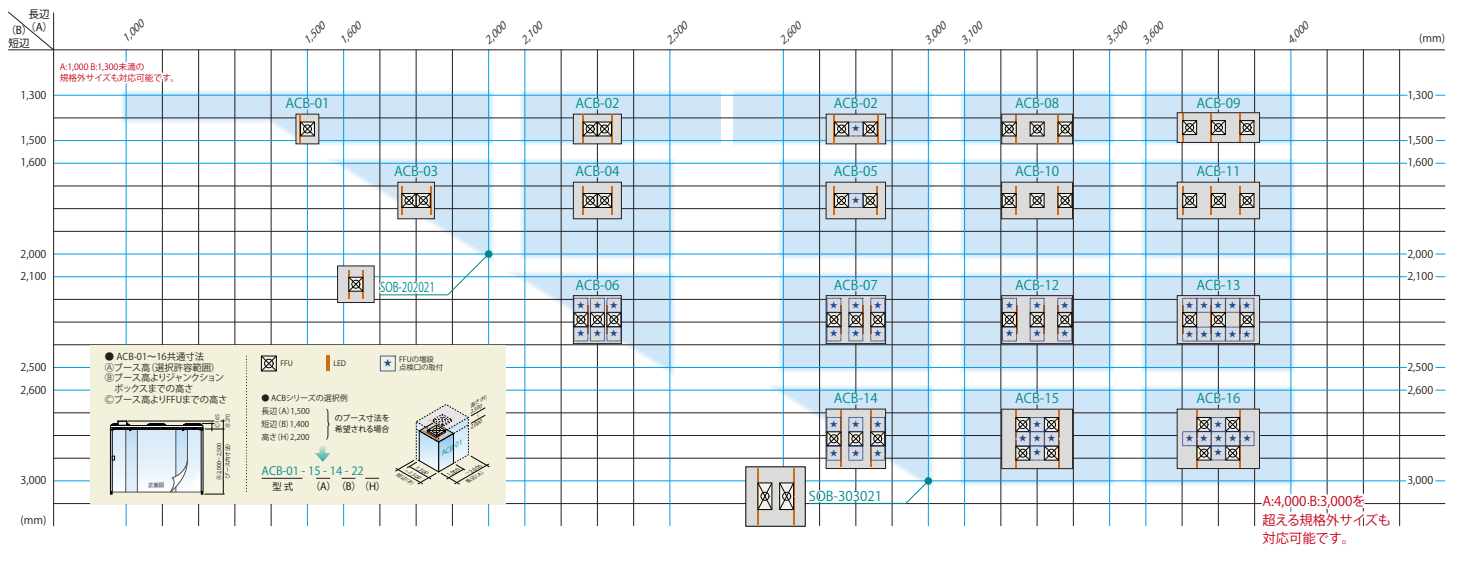 長辺
(A)
(B)
短辺
1,000
1,500
1,600
2,000
2,100
2,500
2,600
3,000
3,100
3,500
3,600
4,000
(mm)
A:1,000 B:1,300未満の
規格外サイズも対応可能です。
1,300
ACB-01
ACB-02
ACB-02
ACB-08
ACB-09
1,300
1,500
1,500
1,600
1,600
ACB-03
ACB-04
ACB-05
ACB-10
ACB-11
2,000
2,000
2,100
2,100
SOB-202021
ACB-06
ACB-07
ACB-12
ACB-13
2,500
2,500
2,600
2,600
ACB-14
ACB-15
ACB-16
3,000
3,000
SOB-303021
(mm)
A:4,000 B:3,000を
超える規格外サイズも
対応可能です。
● ACB-01～16共通寸法
Ⓐブース高(選択許容範囲)
Ⓑブース高よりジャンクション
ボックスまでの高さ
Ⓒブース高よりFFUまでの高さ
正面図
FFU
LED
FFUの増設
点検口の取付
● ACBシリーズの選択例
長辺(A)1,500
短辺(B)1,400
高さ(H)2,200
のブース寸法を
希望される場合
ACB-01 - 15 - 14 - 22
型式 (A) (B) (H)
高さ(H)
ACB-01